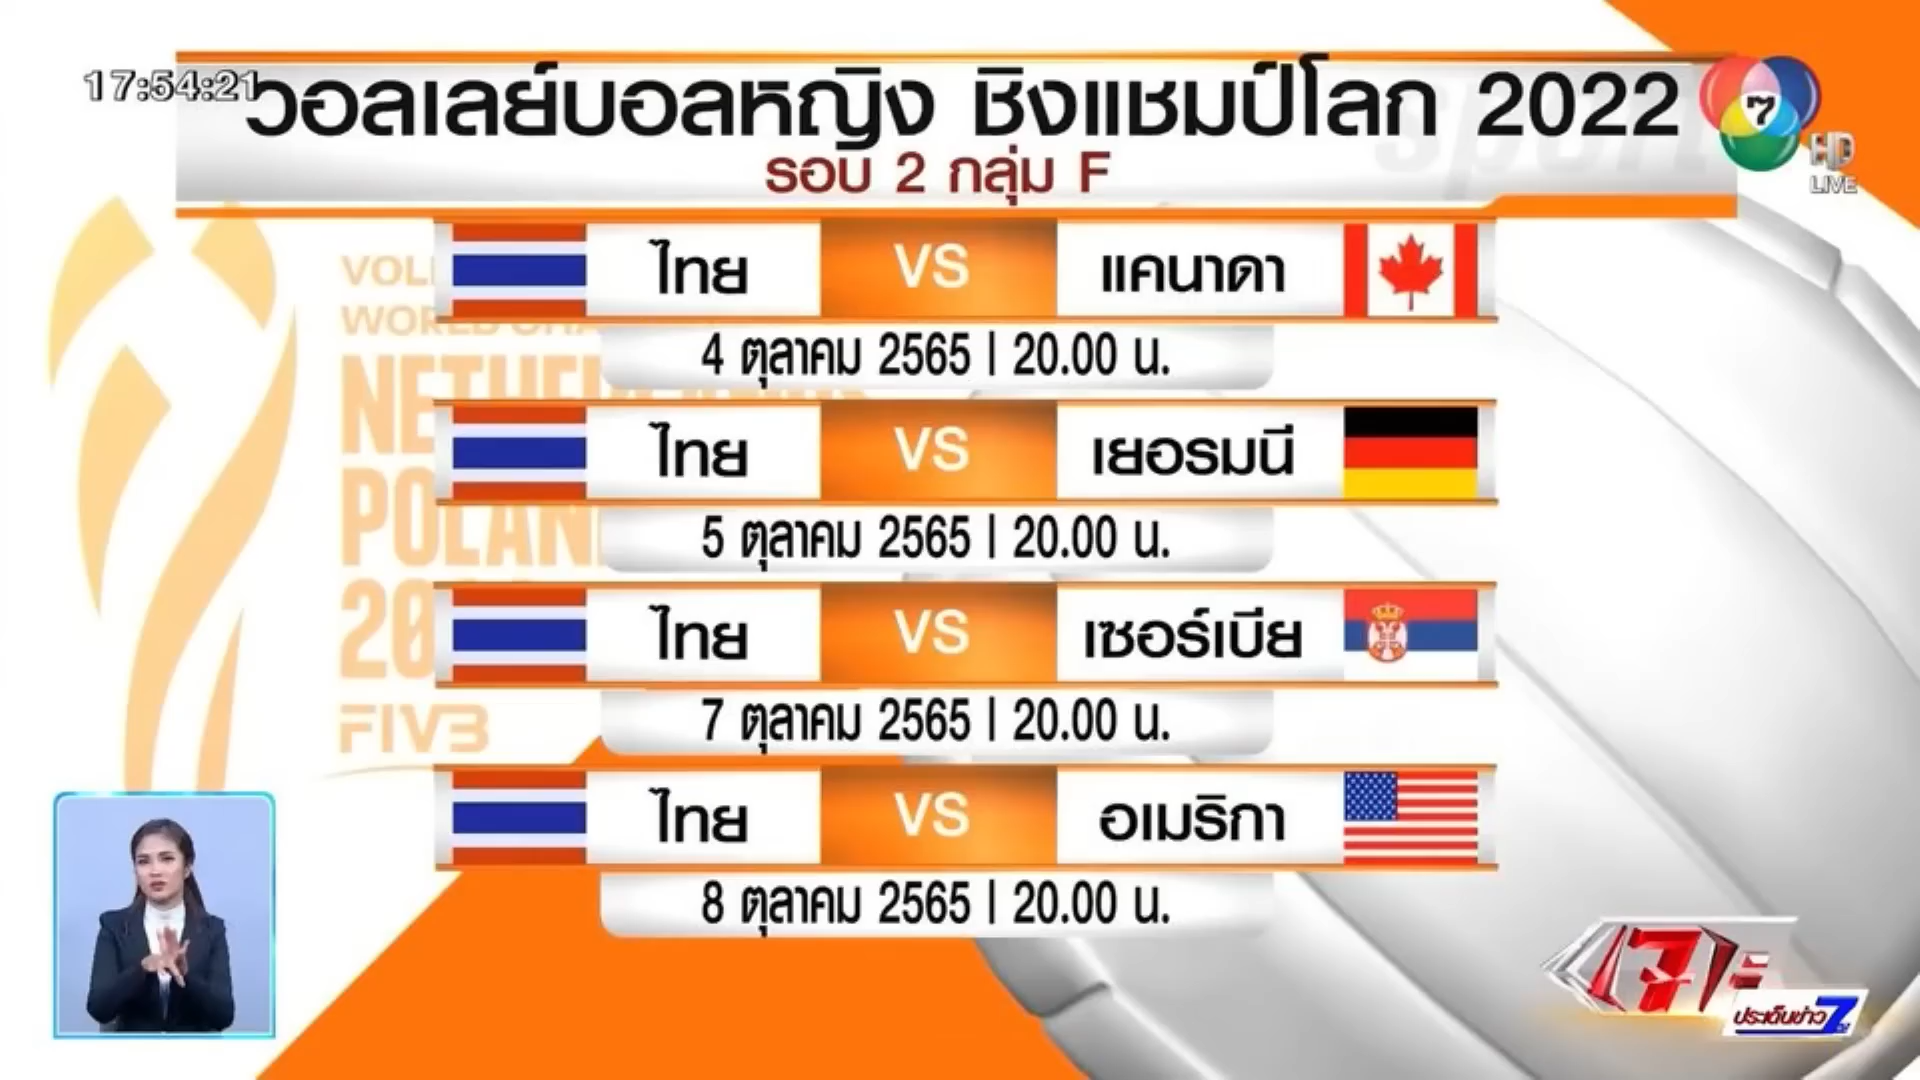 17:54:21
วอลเลย์บอลหญิง ชิงแชมป์โลก 2022
รอบ 2 กลุ่ม F
7
HD
LIVE
ไทย VS แคนาดา
4 ตุลาคม 2565 | 20.00 น.
ไทย VS เยอรมนี
5 ตุลาคม 2565 | 20.00 น.
ไทย VS เซอร์เบีย
7 ตุลาคม 2565 | 20.00 น.
ไทย VS อเมริกา
8 ตุลาคม 2565 | 20.00 น.
FIVB
ประเด็นข่าว 7